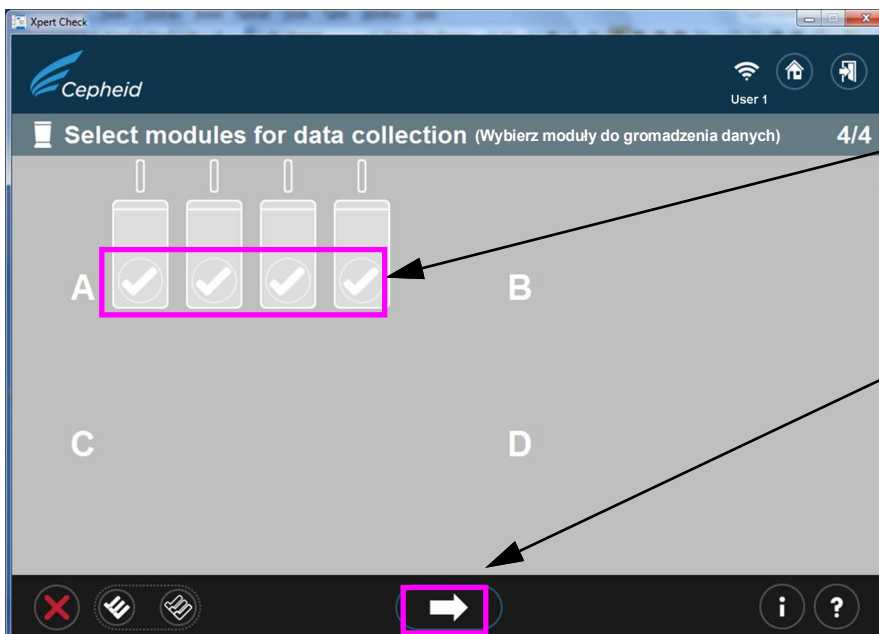 Xpert Check
Cepheid
User 1
Select modules for data collection (Wybierz moduły do gromadzenia danych) 4/4
A B
C D
i ?